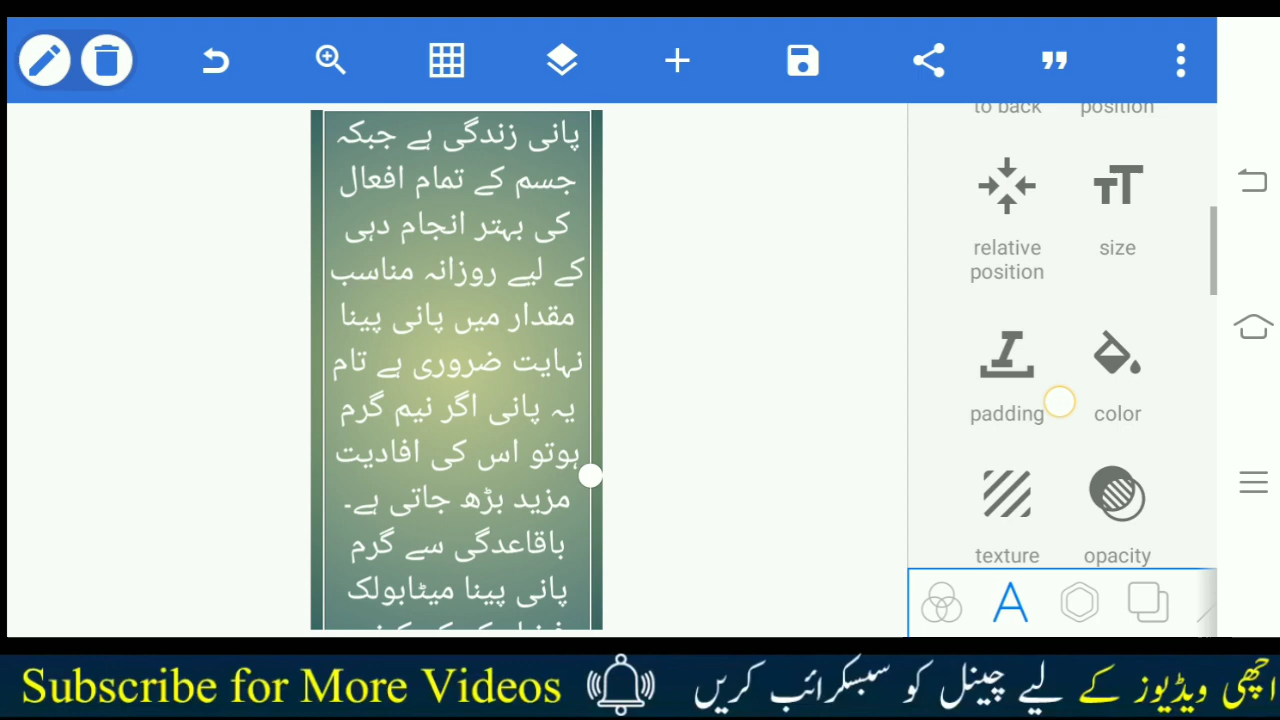 to back
position
relative position
size
padding
color
texture
opacity
پانی زندگی ہے جبکہ
جسم کے تمام افعال
کی بہتر انجام دہی
کے لیے روزانہ مناسب
مقدار میں پانی پینا
نہایت ضروری ہے تام
یہ پانی اگر نیم گرم
ہوتو اس کی افادیت
مزید بڑھ جاتی ہے۔
باقاعدگی سے گرم
پانی پینا میٹابولک
Subscribe for More Videos
اچھی ویڈیوز کے لیے چینل کو سبسکرائب کریں